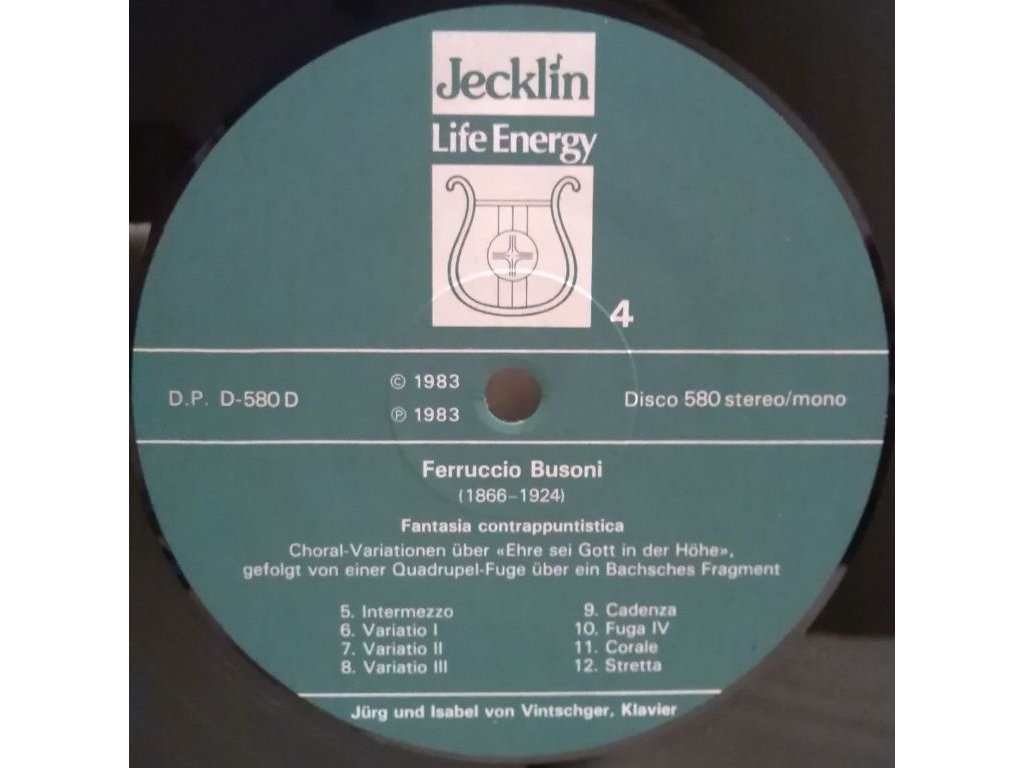 Jecklin
Life Energy
4
D.P. D-580 D
© 1983
℗ 1983
Disco 580 stereo/mono
Ferruccio Busoni
(1866–1924)
Fantasia contrappuntistica
Choral-Variationen über «Ehre sei Gott in der Höhe»,
gefolgt von einer Quadrupel-Fuge über ein Bachsches Fragment
5. Intermezzo
6. Variatio I
7. Variatio II
8. Variatio III
9. Cadenza
10. Fuga IV
11. Corale
12. Stretta
Jürg und Isabel von Vintschger, Klavier